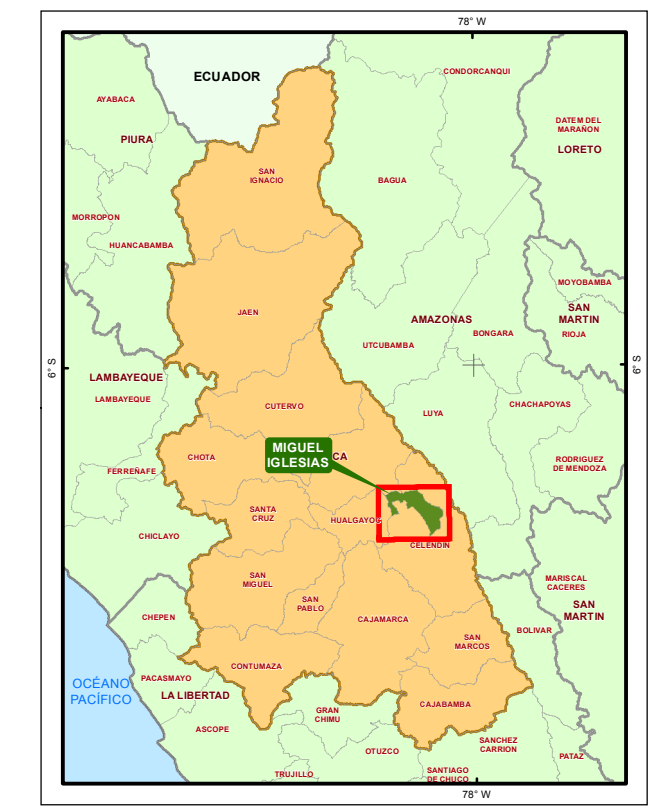 78° W
ECUADOR
CONDORCANQUI
AYABACA
DATEM DEL
MARAÑON
PIURA
LORETO
SAN
IGNACIO
BAGUA
MORROPON
HUANCABAMBA
MOYOBAMBA
JAEN
SAN
MARTIN
AMAZONAS
BONGARA
RIOJA
UTCUBAMBA
6° S
6° S
LAMBAYEQUE
LAMBAYEQUE
CUTERVO
LUYA
CHACHAPOYAS
MIGUEL
IGLESIAS
CA
CHOTA
FERREÑAFE
RODRIGUEZ
DE MENDOZA
SANTA
CRUZ
HUALGAYOC
CHICLAYO
CELENDIN
SAN
MIGUEL
MARISCAL
CACERES
SAN
PABLO
SAN
MARTIN
CHEPEN
CAJAMARCA
BOLIVAR
SAN
MARCOS
CONTUMAZA
OCÉANO
PACÍFICO
PACASMAYO
LA LIBERTAD
CAJABAMBA
GRAN
CHIMU
ASCOPE
SANCHEZ
CARRION
OTUZCO
PATAZ
TRUJILLO
SANTIAGO
DE CHUCO
78° W